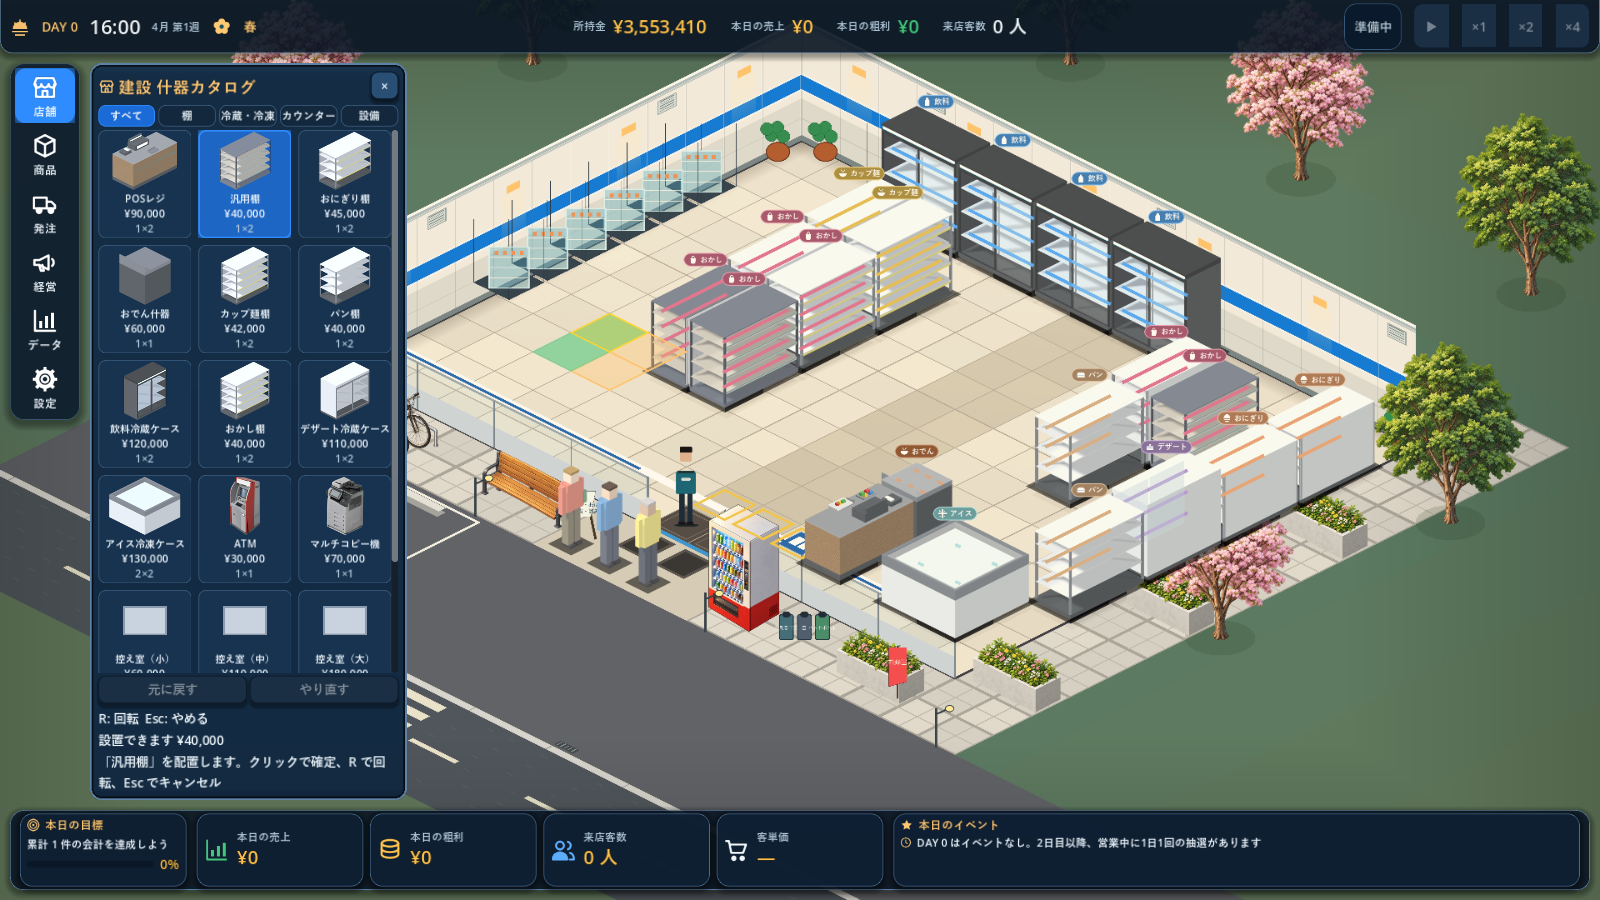 DAY 0 16:00 4月 第1週 春
所持金 ¥3,553,410 本日の売上 ¥0 本日の粗利 ¥0 来店客数 0 人
準備中 ▶ ×1 ×2 ×4
店舗
商品
発注
経営
データ
設定
建設 什器カタログ ×
すべて 棚 冷蔵・冷凍 カウンター 設備
POSレジ 汎用棚 おにぎり棚
¥90,000 ¥40,000 ¥45,000
1×2 1×2 1×2
おでん什器 カップ麺棚 パン棚
¥60,000 ¥42,000 ¥40,000
1×1 1×2 1×2
飲料冷蔵ケース おかし棚 デザート冷蔵ケース
¥120,000 ¥40,000 ¥110,000
1×2 1×2 1×2
アイス冷凍ケース ATM マルチコピー機
¥130,000 ¥30,000 ¥70,000
2×2 1×1 1×1
控え室（小） 控え室（中） 控え室（大）
元に戻す やり直す
R: 回転 Esc: やめる
設置できます ¥40,000
「汎用棚」を配置します。クリックで確定、R で回
転、Esc でキャンセル
飲料
飲料
飲料
飲料
カップ麺
カップ麺
おかし
おかし
おかし
おかし
おかし
おかし
パン
おにぎり
おにぎり
デザート
おでん
パン
アイス
本日の目標
累計 1 件の会計を達成しよう
0%
本日の売上
¥0
本日の粗利
¥0
来店客数
0 人
客単価
—
本日のイベント
DAY 0 はイベントなし。2日目以降、営業中に1日1回の抽選があります